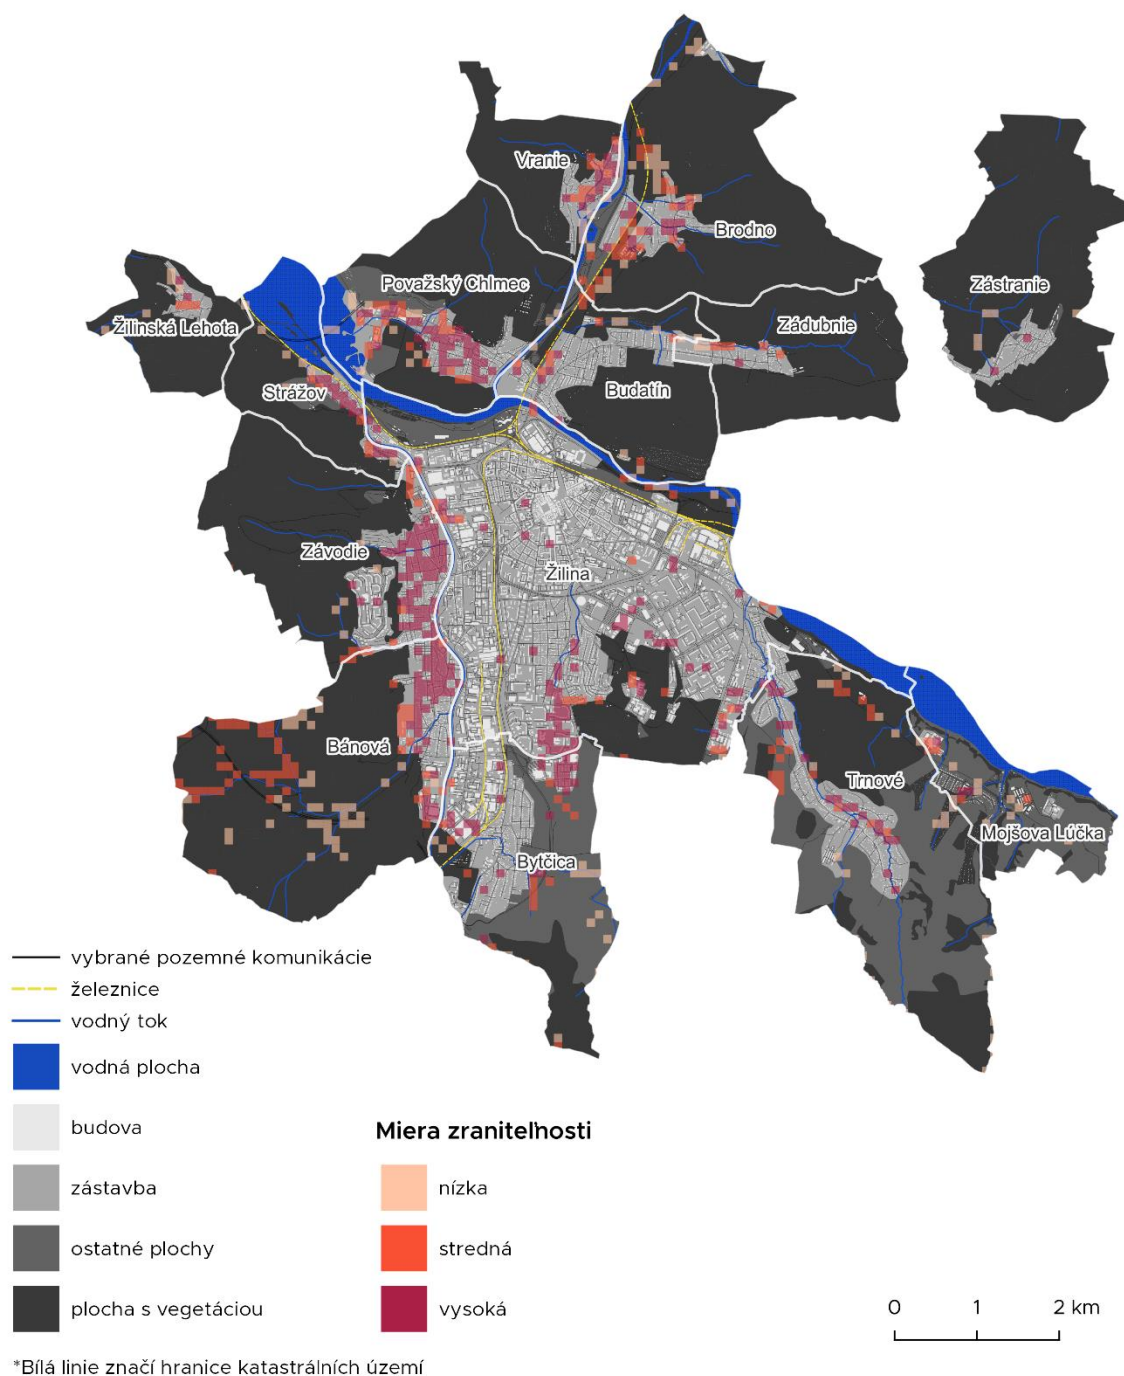 Vranie
Brodno
Považský Chlmec
Zástranie
Žilinská Lehota
Zádubnie
Strážov
Budatín
Závodie
Žilina
Bánová
Trnové
Mojšova Lúčka
Bytčica
vybrané pozemné komunikácie
železnice
vodný tok
vodná plocha
budova
zástavba
ostatné plochy
plocha s vegetáciou
Miera zraniteľnosti
nízka
stredná
vysoká
0 1 2 km
*Bílá linie značí hranice katastrálních území